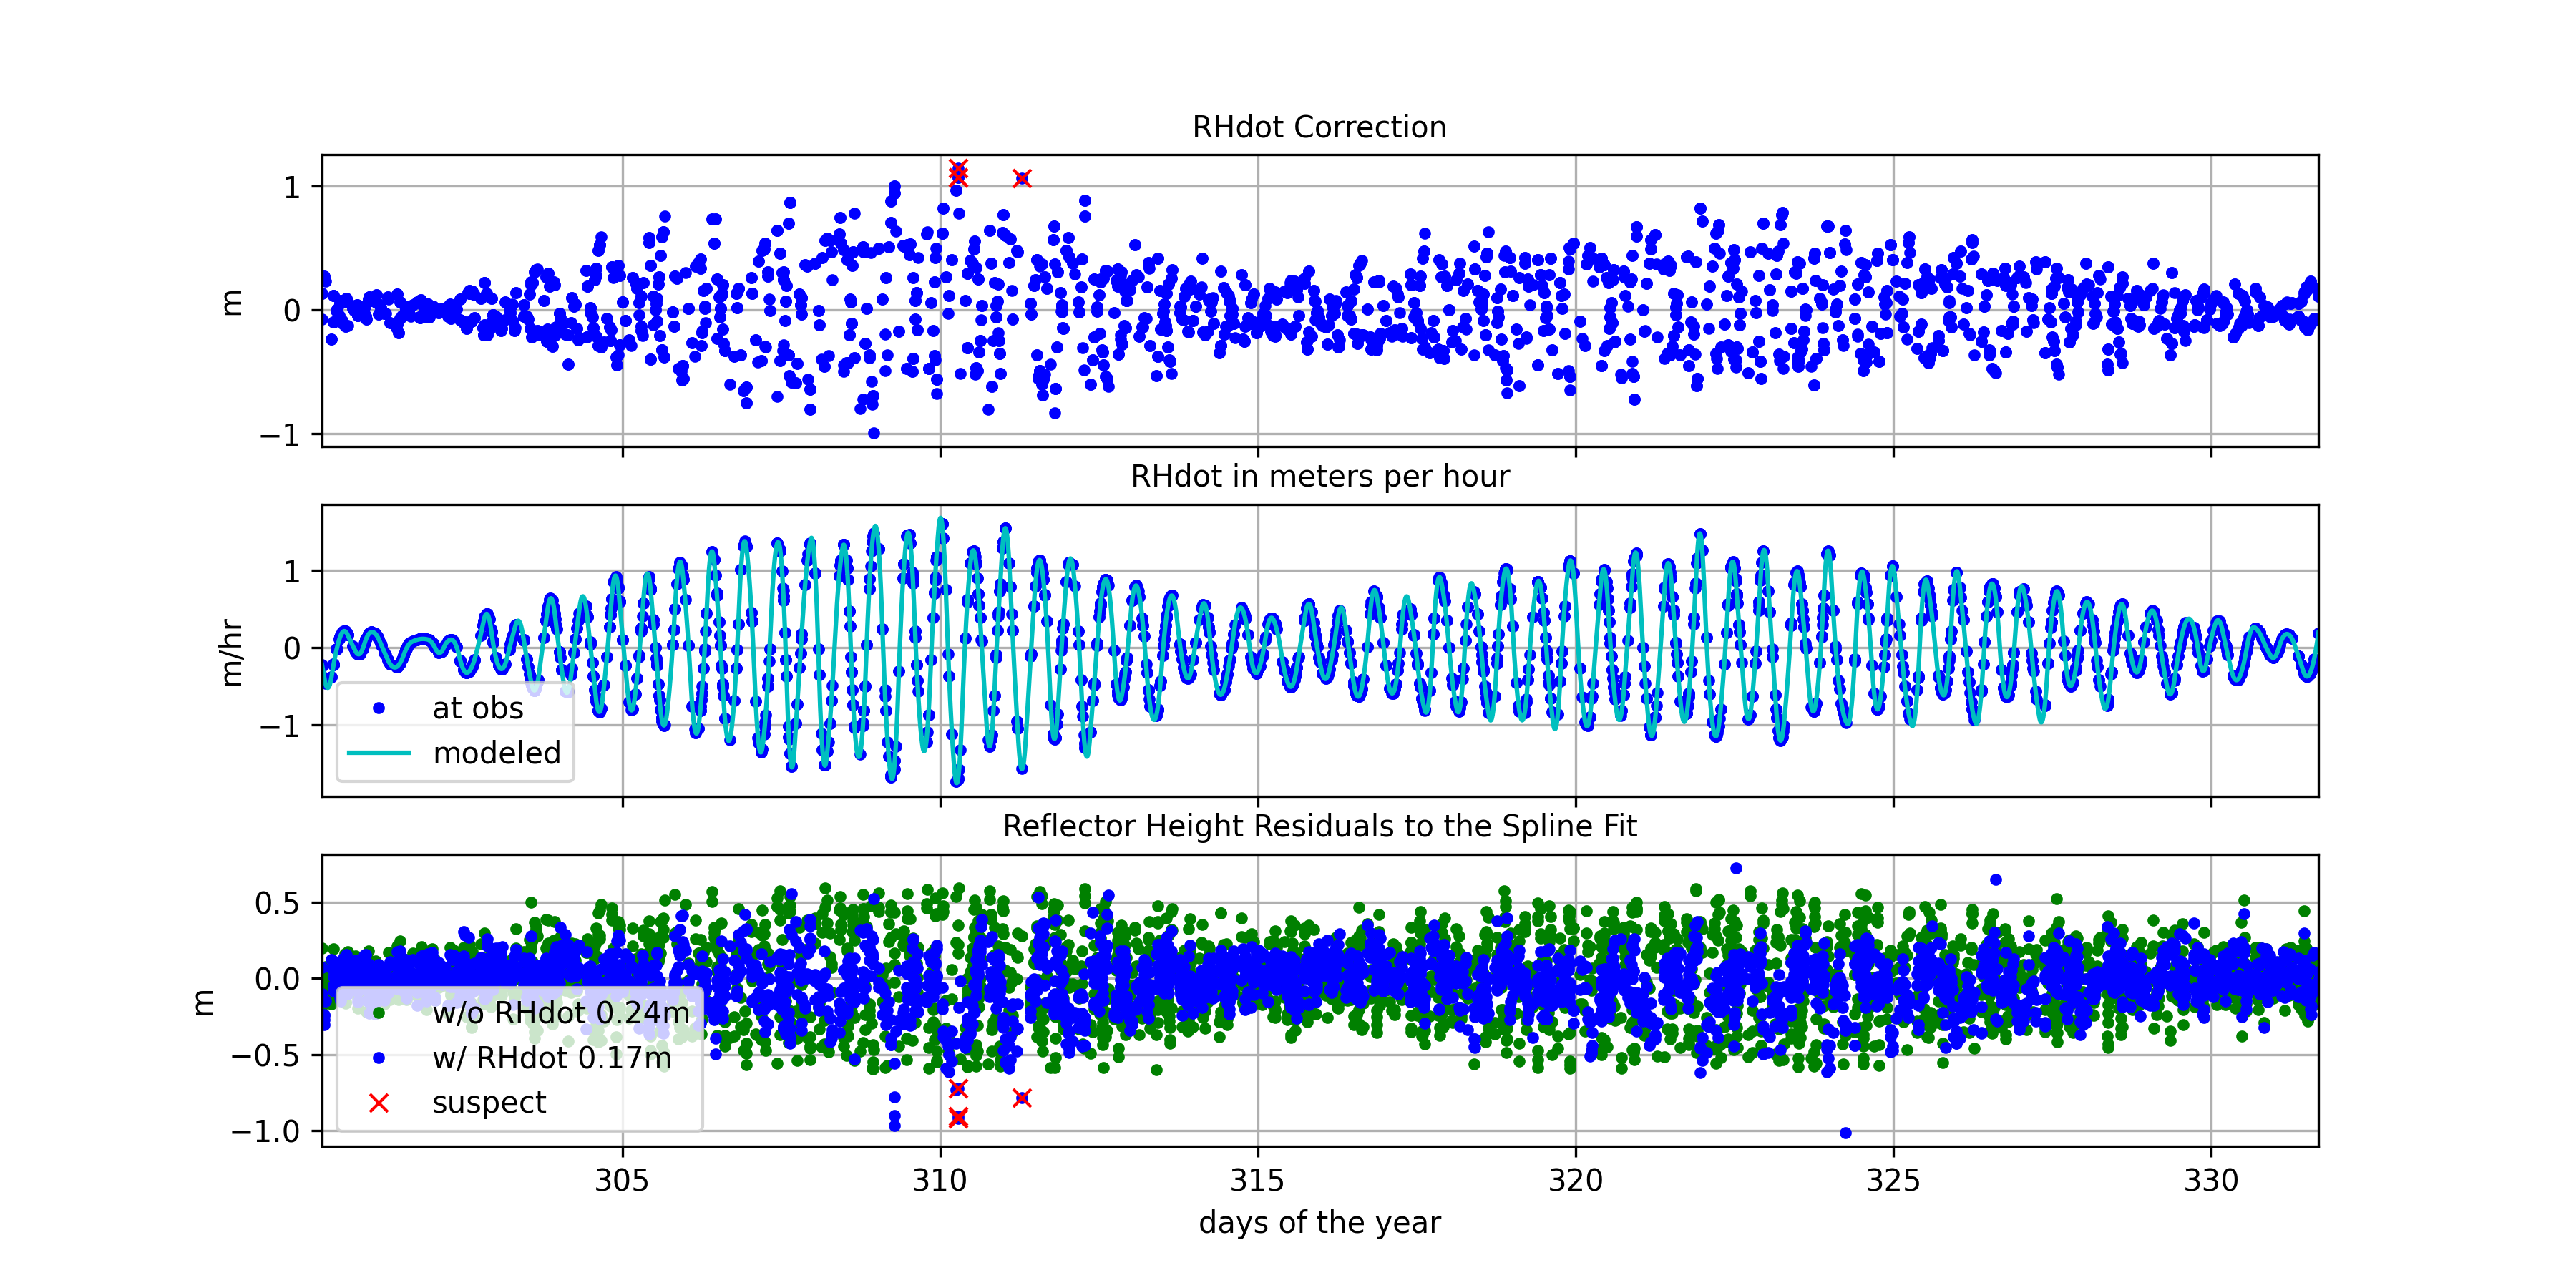 RHdot Correction
1
0
−1
m
RHdot in meters per hour
1
0
−1
m/hr
at obs
modeled
Reflector Height Residuals to the Spline Fit
0.5
0.0
−0.5
−1.0
m
w/o RHdot 0.24m
w/ RHdot 0.17m
suspect
305 310 315 320 325 330
days of the year